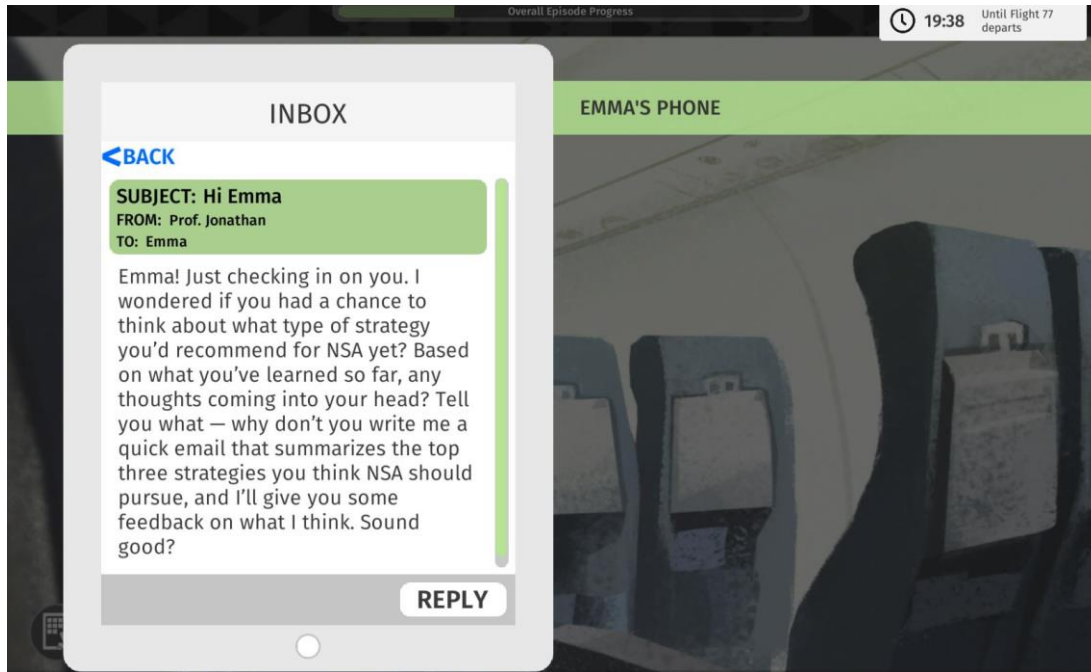 Overall Episode Progress
19:38
Until Flight 77
departs
INBOX
EMMA'S PHONE
<BACK
SUBJECT: Hi Emma
FROM: Prof. Jonathan
TO: Emma
Emma! Just checking in on you. I
wondered if you had a chance to
think about what type of strategy
you’d recommend for NSA yet? Based
on what you’ve learned so far, any
thoughts coming into your head? Tell
you what — why don’t you write me a
quick email that summarizes the top
three strategies you think NSA should
pursue, and I’ll give you some
feedback on what I think. Sound
good?
REPLY